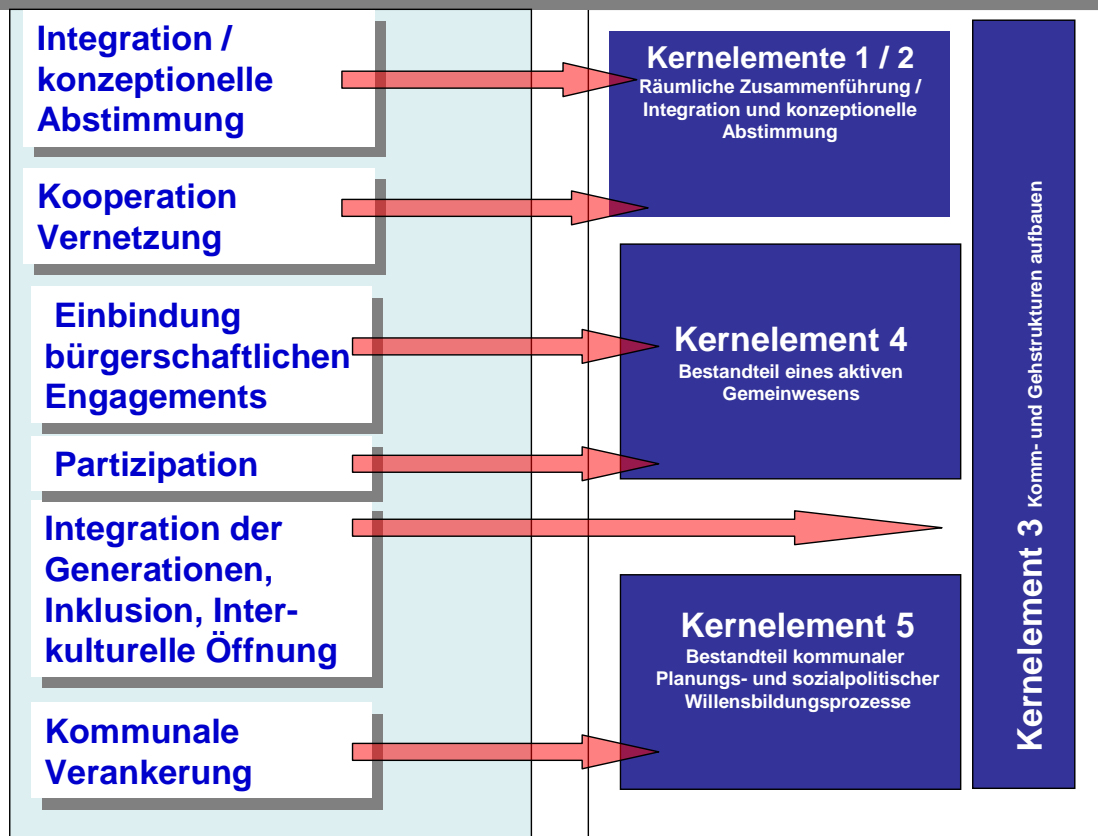 Integration /
konzeptionelle
Abstimmung
Kooperation
Vernetzung
Einbindung
bürgerschaftlichen
Engagements
Partizipation
Integration der
Generationen,
Inklusion, Inter-
kulturelle Öffnung
Kommunale
Verankerung
Kernelemente 1 / 2
Räumliche Zusammenführung /
Integration und konzeptionelle
Abstimmung
Kernelement 4
Bestandteil eines aktiven
Gemeinwesens
Kernelement 5
Bestandteil kommunaler
Planungs- und sozialpolitischer
Willensbildungsprozesse
Kernelement 3 Komm- und Gehstrukturen aufbauen